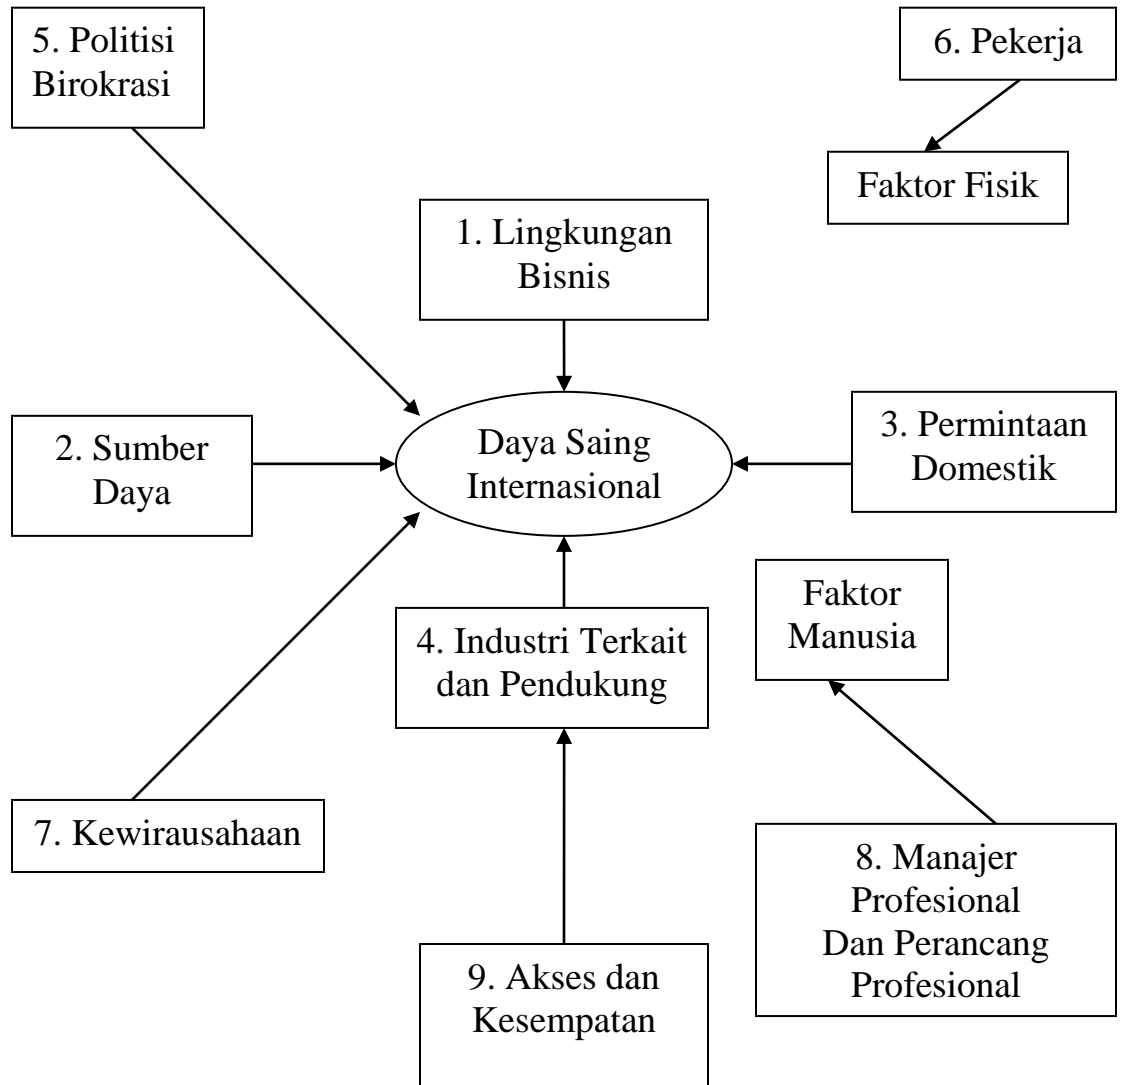 5. Politisi
Birokrasi
6. Pekerja
Faktor Fisik
1. Lingkungan
Bisnis
2. Sumber
Daya
Daya Saing
Internasional
3. Permintaan
Domestik
Faktor
Manusia
4. Industri Terkait
dan Pendukung
7. Kewirausahaan
8. Manajer
Profesional
Dan Perancang
Profesional
9. Akses dan
Kesempatan